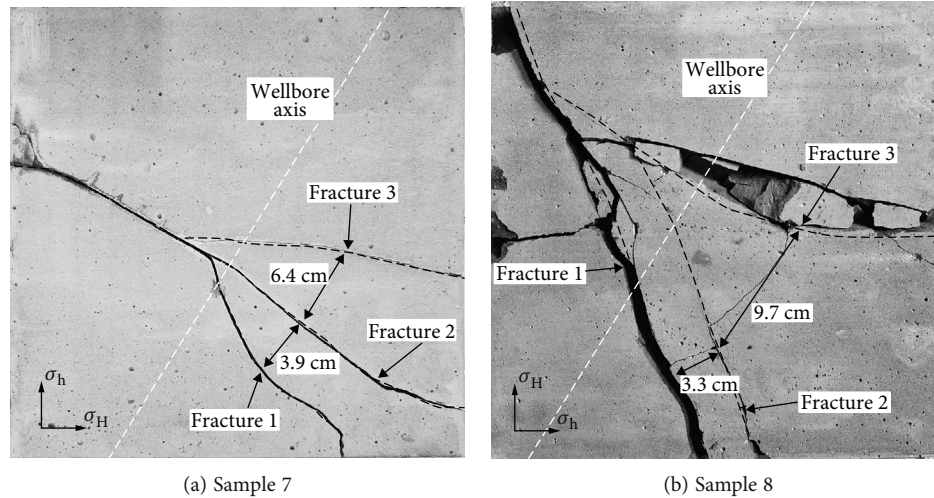 Wellbore
axis
Fracture 3
6.4 cm
Fracture 2
3.9 cm
Fracture 1
σh
σH
(a) Sample 7
Wellbore
axis
Fracture 3
Fracture 1
9.7 cm
3.3 cm
Fracture 2
σH
σh
(b) Sample 8